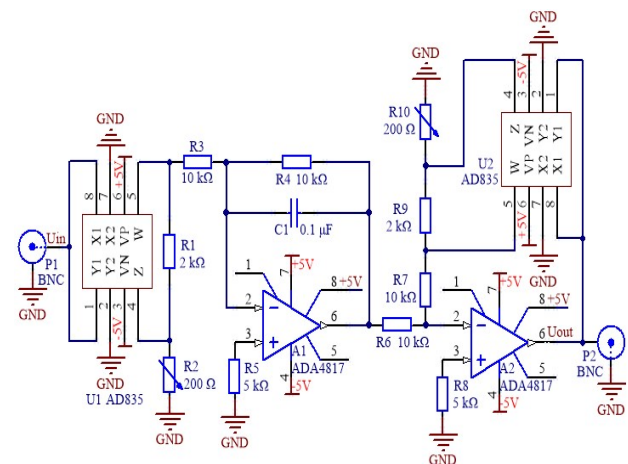 GND
GND
GND
+5V
8 7 6 5
X1 X2 VP W
Y1 Y2 VN Z
1 2 3 4
-5V
GND
U1 AD835
Uin
P1
BNC
GND
R1
2 kΩ
R2
200 Ω
GND
R3
10 kΩ
R4 10 kΩ
C1 0.1 μF
1
7
+5V
8 +5V
2
3
6
A1
5
ADA4817
4
-5V
R5
5 kΩ
GND
R6 10 kΩ
R7
10 kΩ
R9
2 kΩ
R10
200 Ω
-5V
4 3 2 1
Z VN Y2 Y1
W VP X2 X1
5 6 7 8
+5V
GND
U2
AD835
1
7
+5V
8 +5V
2
3
6
Uout
A2
5
ADA4817
4
-5V
R8
5 kΩ
GND
P2
BNC
GND